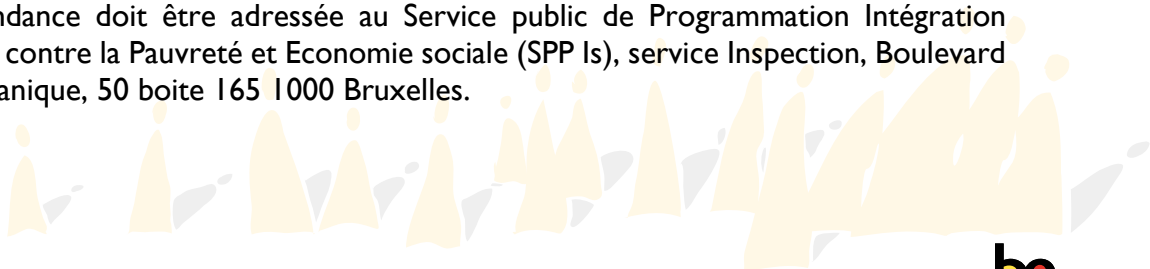 ndance doit être adressée au Service public de Programmation Intégration
contre la Pauvreté et Economie sociale (SPP Is), service Inspection, Boulevard
anique, 50 boite 165 1000 Bruxelles.
be